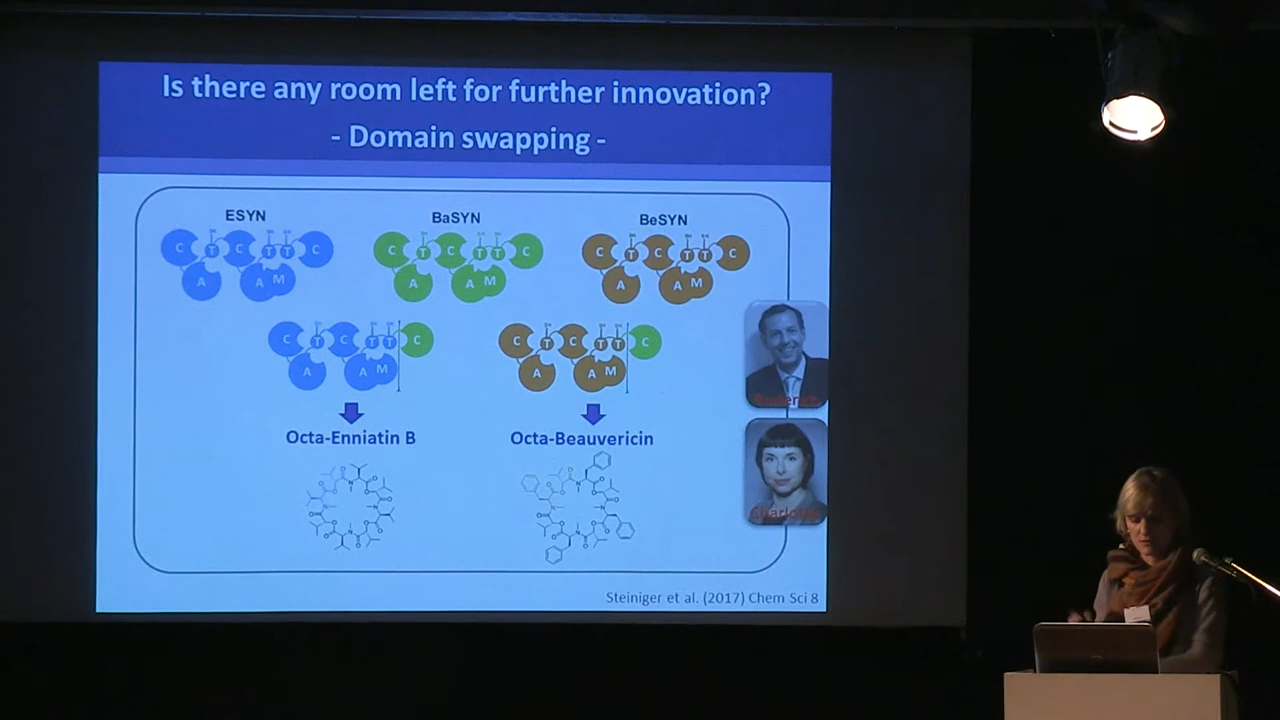 Is there any room left for further innovation?
- Domain swapping -
ESYN BaSYN BeSYN
C T C T T C C T C T T C C T C T T C
A A M A A M A A M
C T C T T C C T C T T C
A A M A A M
Octa-Enniatin B Octa-Beauvericin
Steiniger et al. (2017) Chem Sci 8